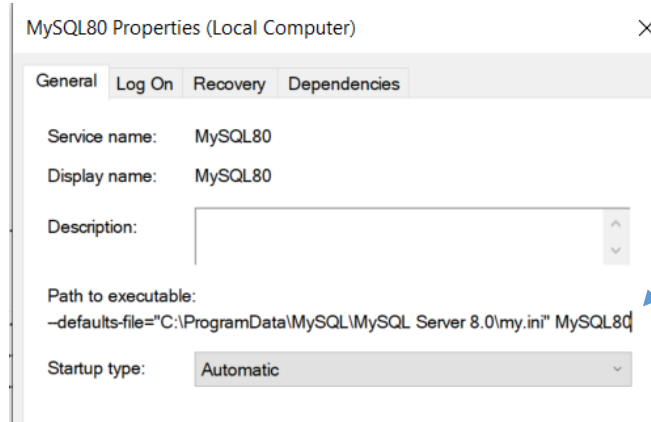 MySQL80 Properties (Local Computer)
General Log On Recovery Dependencies
Service name: MySQL80
Display name: MySQL80
Description:
Path to executable:
--defaults-file="C:\ProgramData\MySQL\MySQL Server 8.0\my.ini" MySQL80
Startup type: Automatic